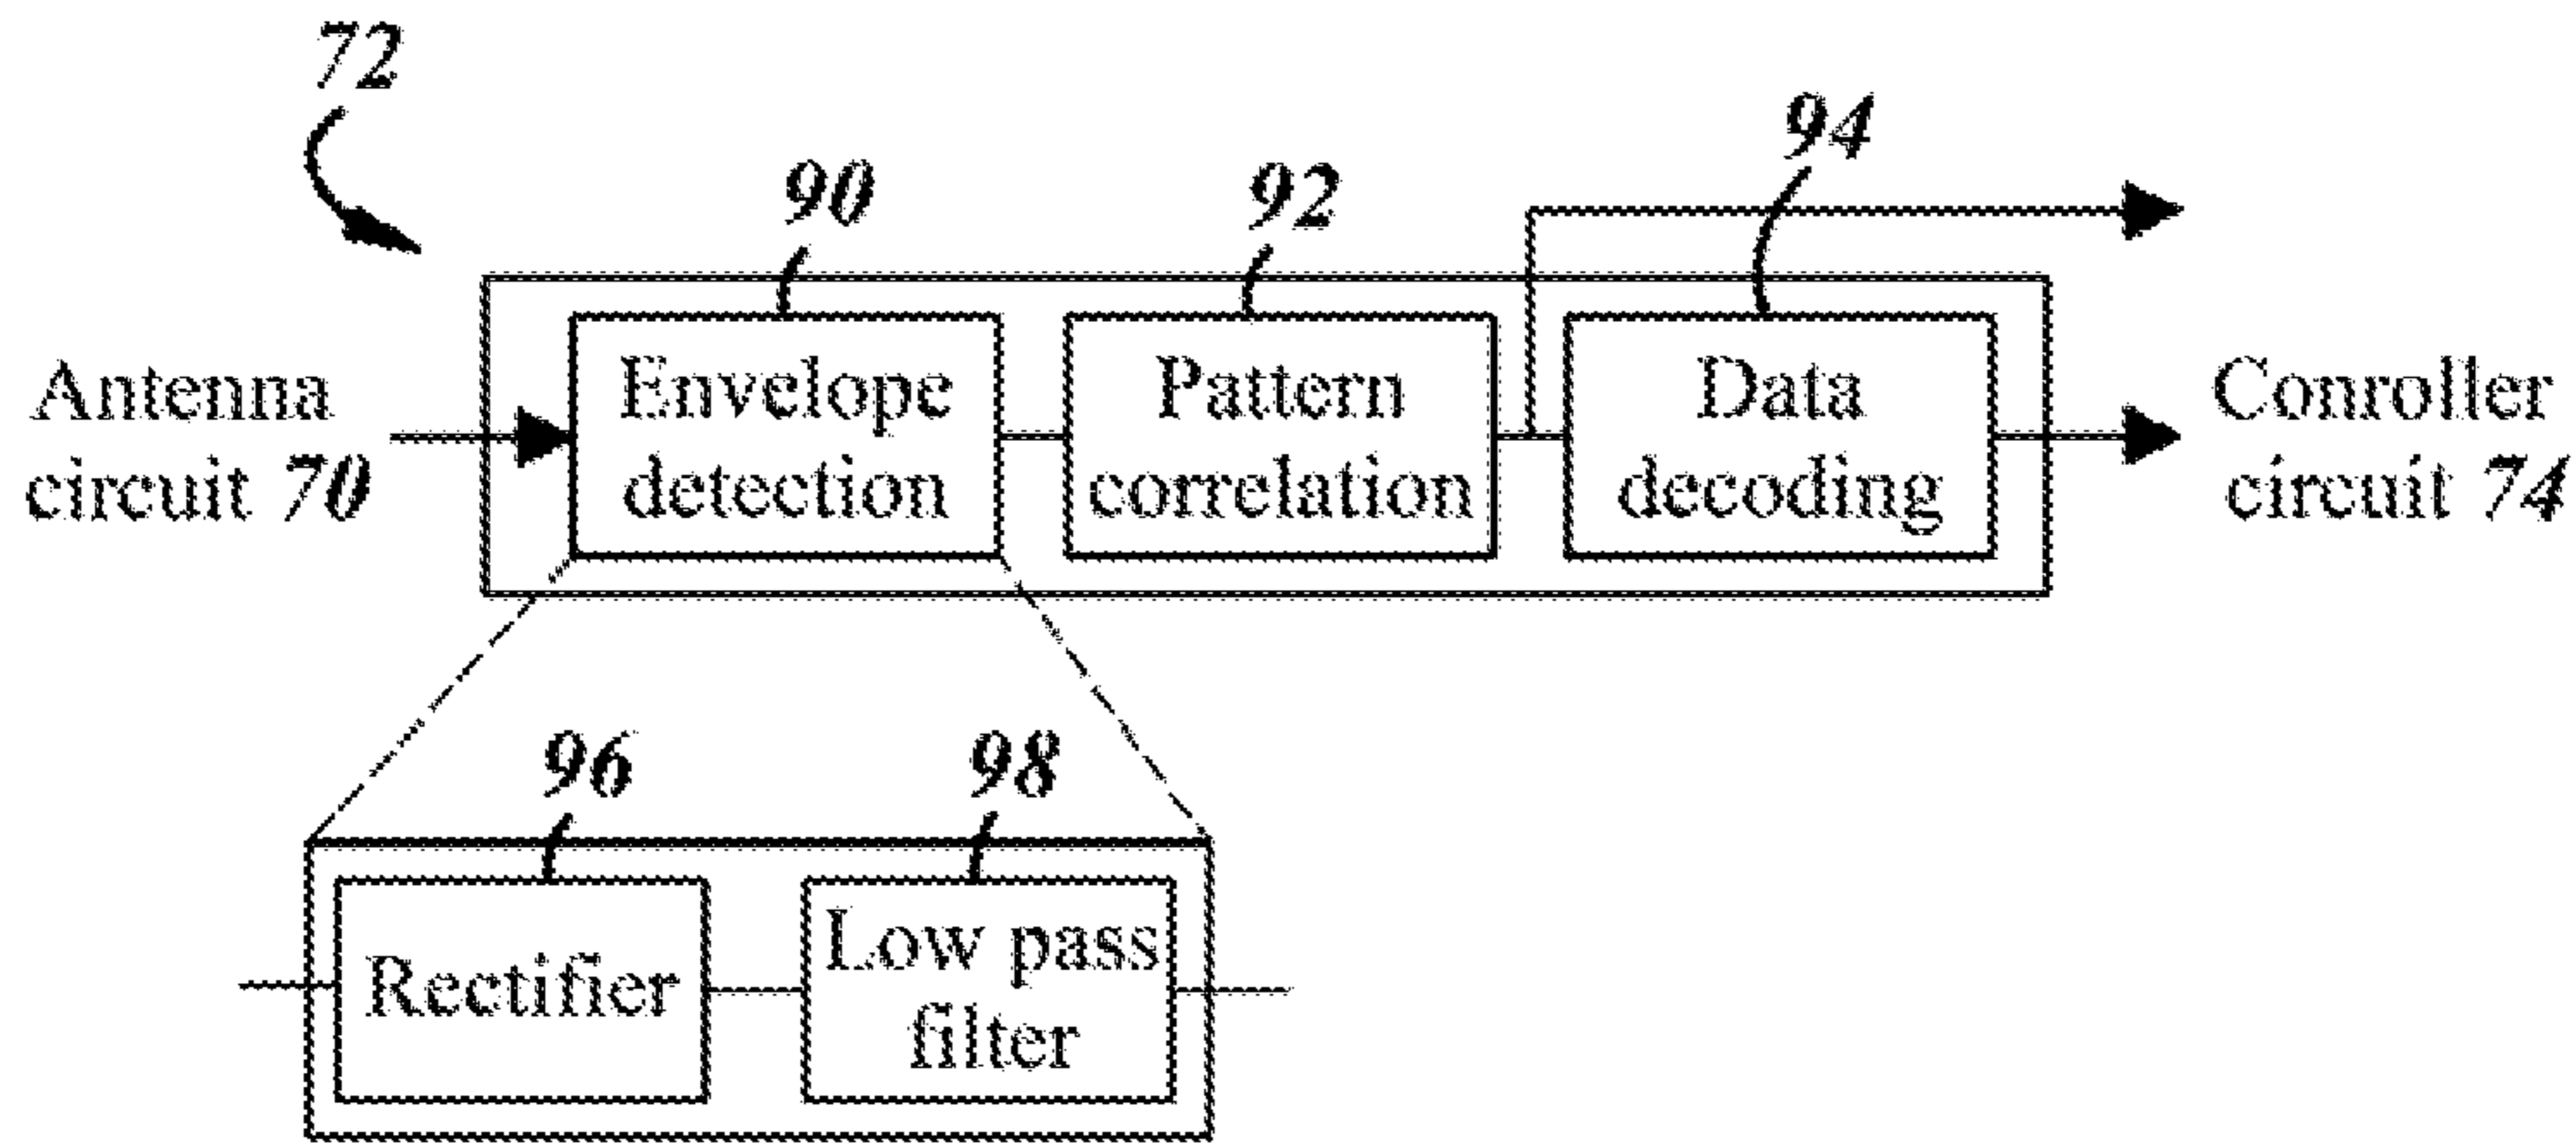 72
90
92
94
Antenna
circuit 70
Envelope
detection
Pattern
correlation
Data
decoding
Conroller
circuit 74
96
98
Rectifier
Low pass
filter